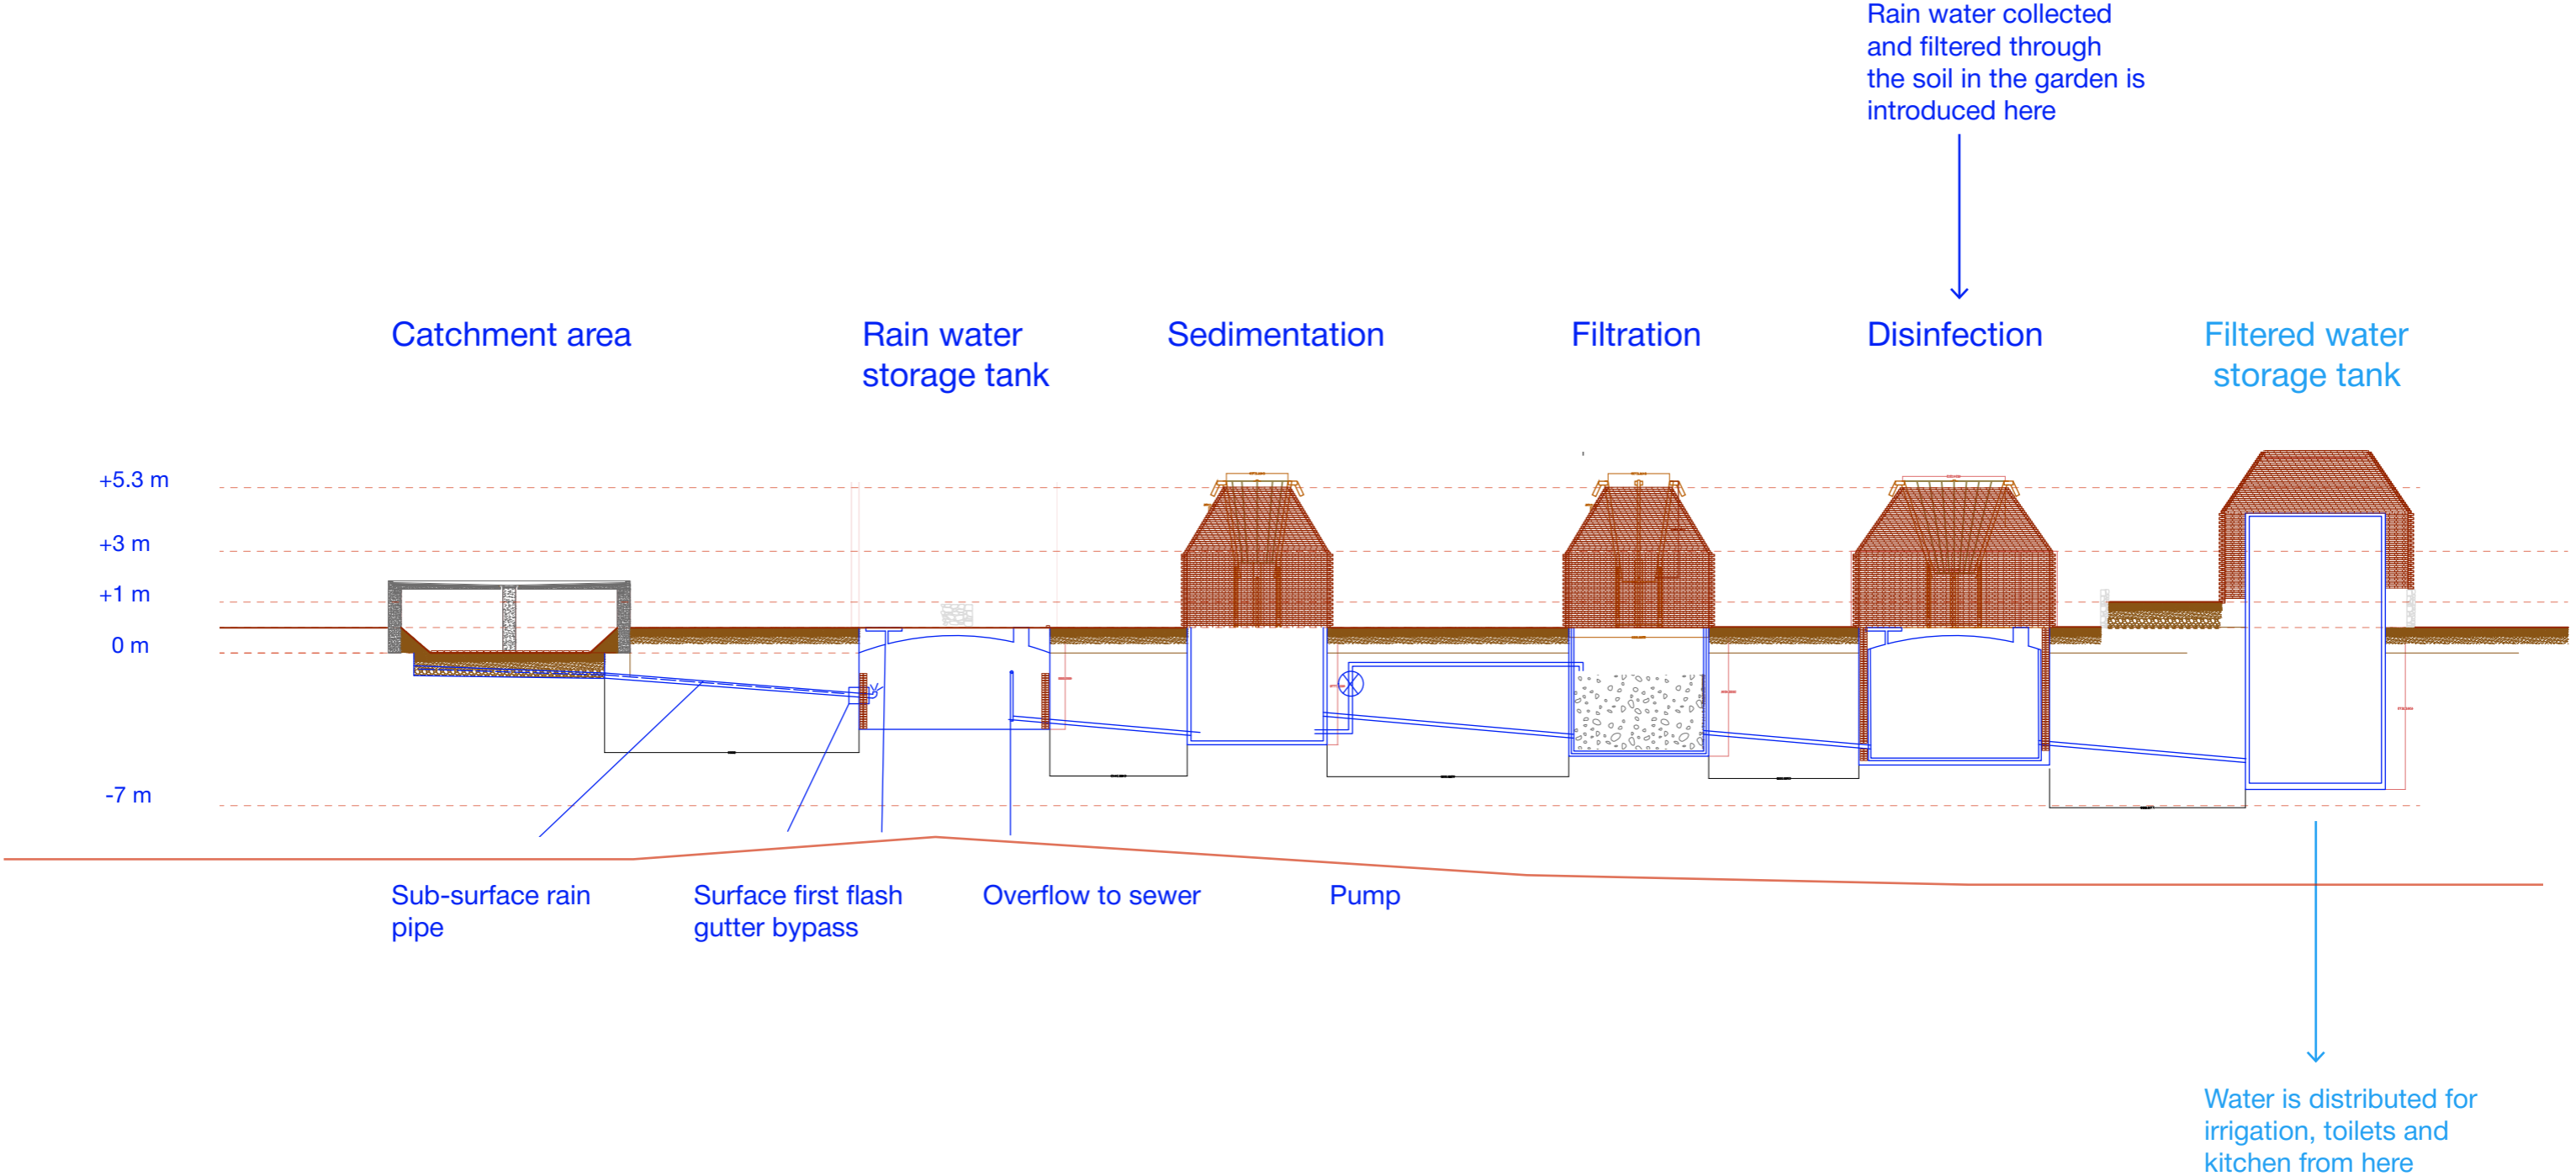 Rain water collected
and filtered through
the soil in the garden is
introduced here
Catchment area
Rain water
storage tank
Sedimentation
Filtration
Disinfection
Filtered water
storage tank
+5.3 m
+3 m
+1 m
0 m
-7 m
Sub-surface rain
pipe
Surface first flash
gutter bypass
Overflow to sewer
Pump
Water is distributed for
irrigation, toilets and
kitchen from here